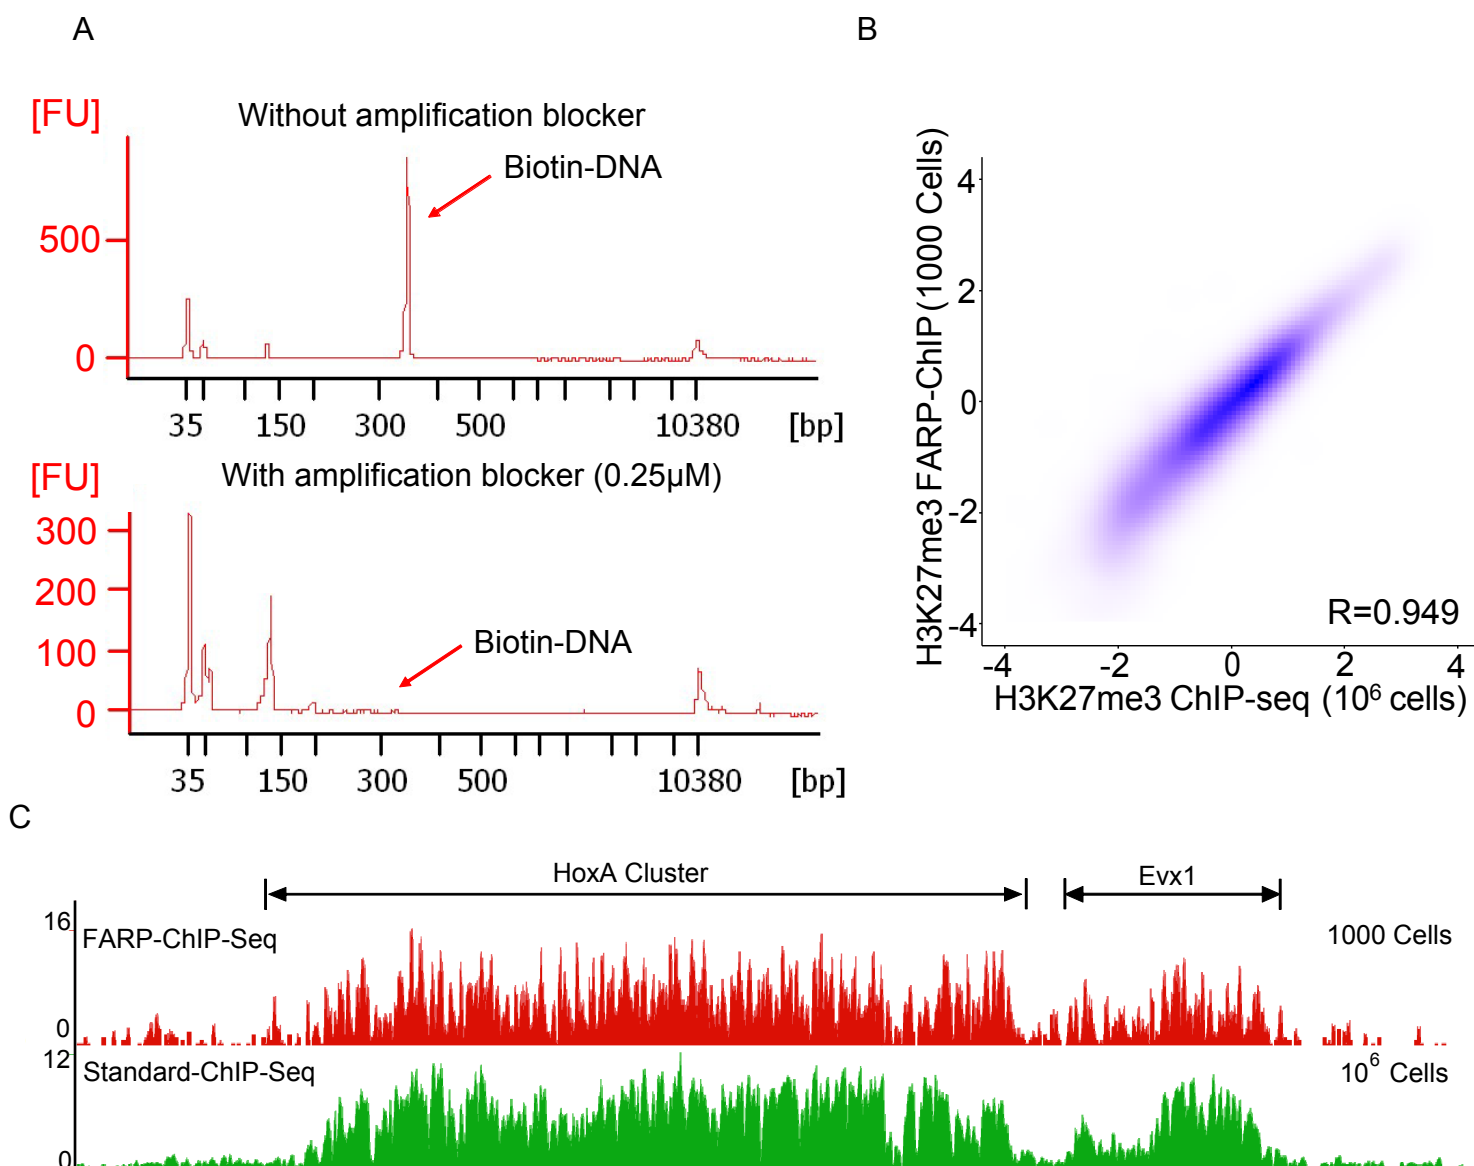 A
[FU]
Without amplification blocker
Biotin-DNA
500
0
35 150 300 500 10380 [bp]
[FU]
With amplification blocker (0.25µM)
300
200
Biotin-DNA
100
0
35 150 300 500 10380 [bp]
B
H3K27me3 FARP-ChIP (1000 Cells)
4
2
0
-2
-4
R=0.949
-4 -2 0 2 4
H3K27me3 ChIP-seq (10⁶ cells)
C
HoxA Cluster
Evx1
16
FARP-ChIP-Seq
1000 Cells
0
12
Standard-ChIP-Seq
10⁶ Cells
0